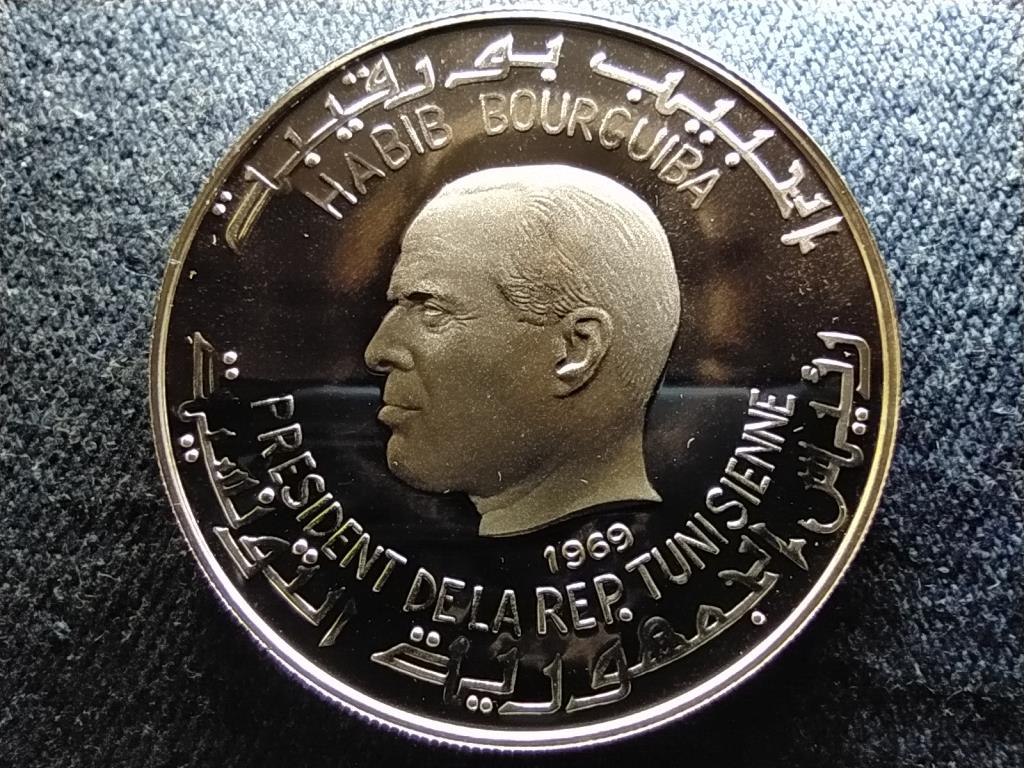 الحبيب بورقيبة
HABIB BOURGUIBA
1969
PRESIDENT DE LA REP. TUNISIENNE
رئيس الجمهورية التونسية